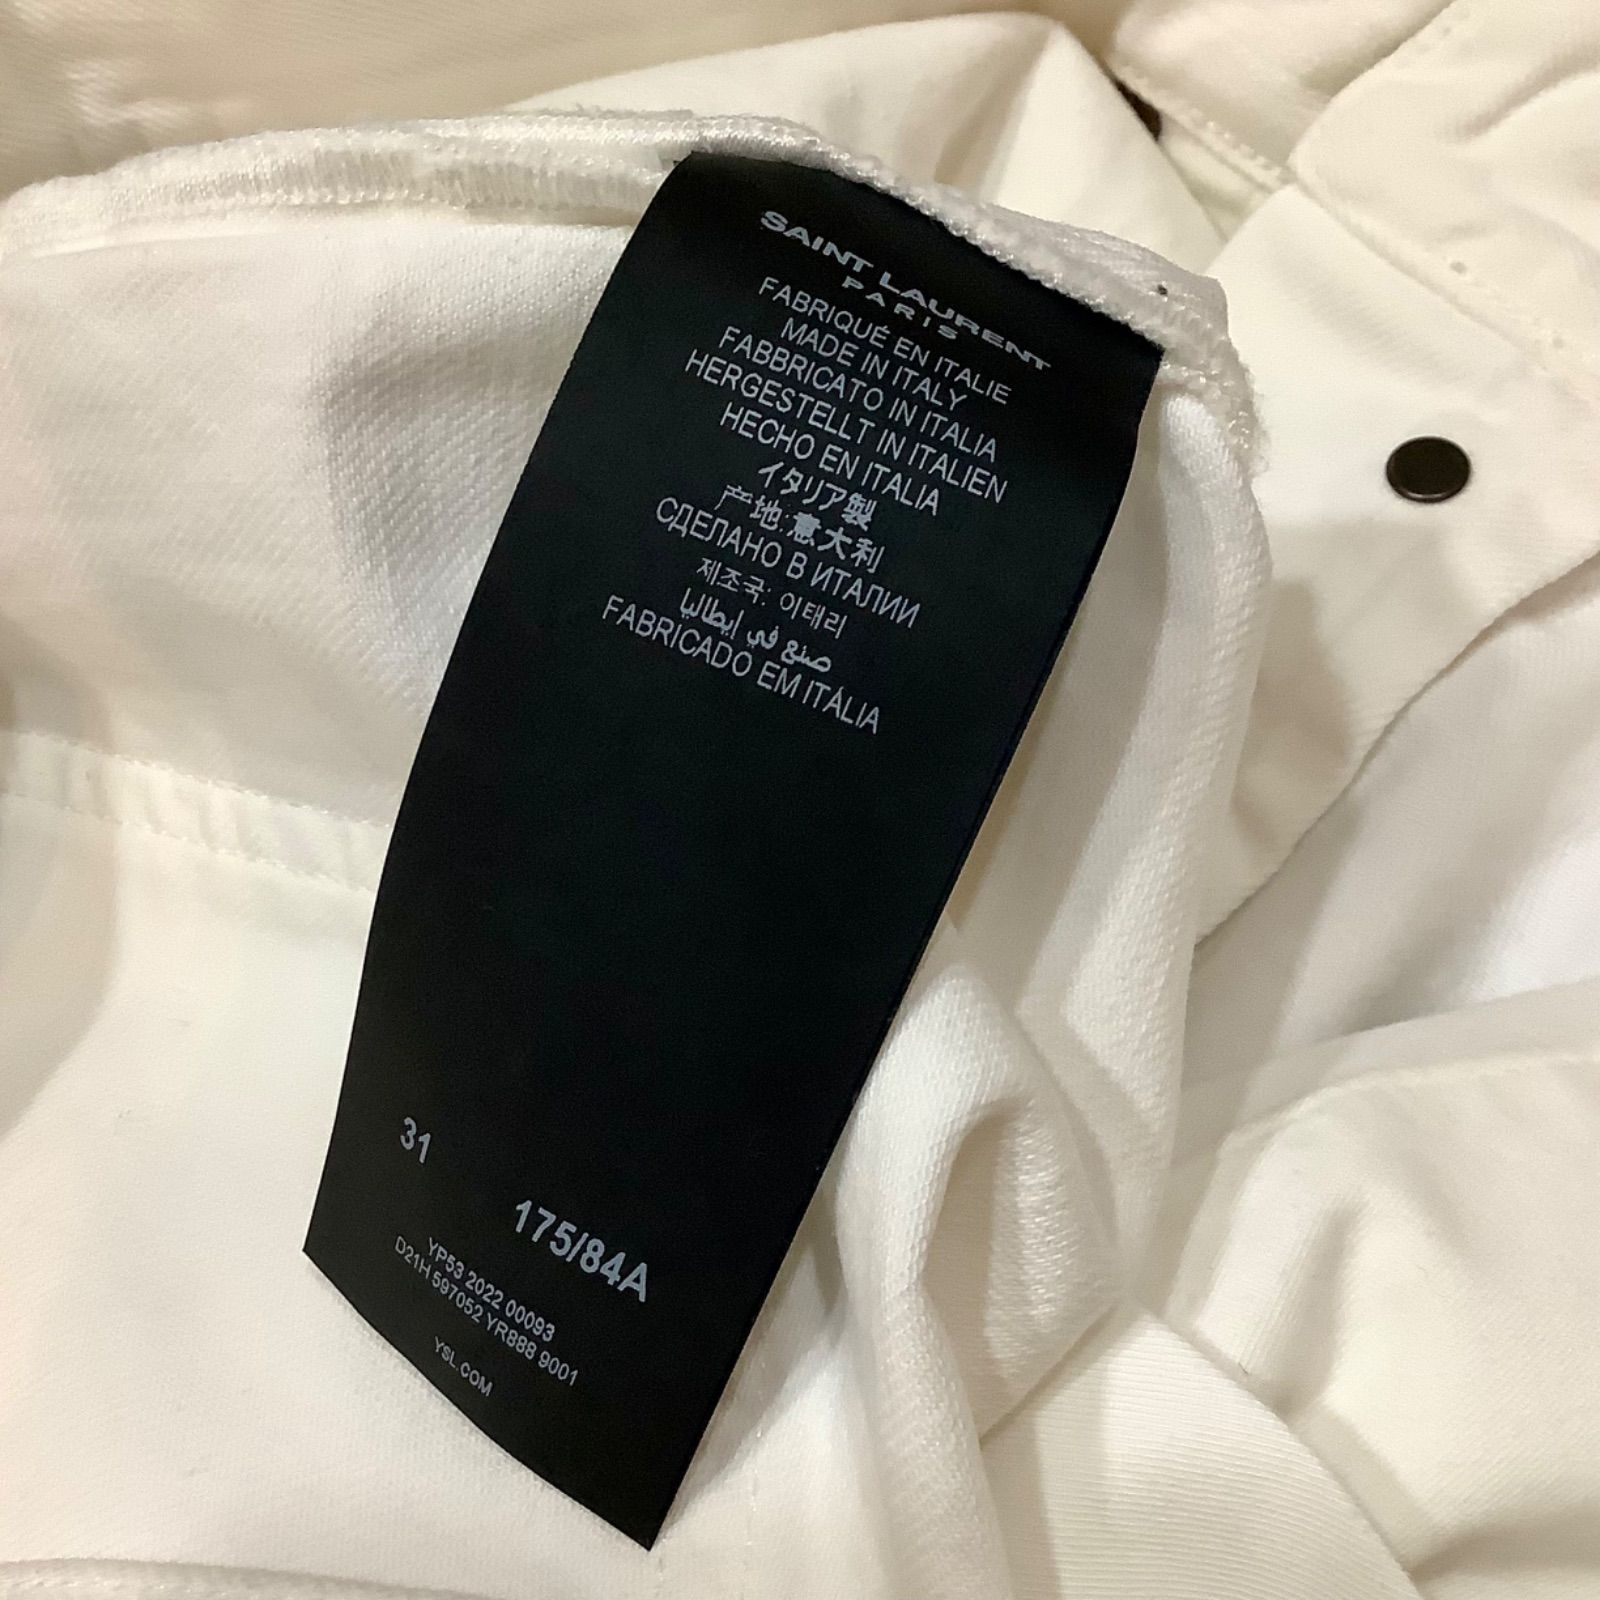 SAINT LAURENT
PARIS
FABRIQUÉ EN ITALIE
MADE IN ITALY
FABBRICATO IN ITALIA
HERGESTELLT IN ITALIEN
HECHO EN ITALIA
イタリア製
产地:意大利
СДЕЛАНО В ИТАЛИИ
제조국: 이태리
صنع في إيطاليا
FABRICADO EM ITÁLIA
31
175/84A
YP53 2022 00093
D21H 597052 YR888 9001
YSL.COM